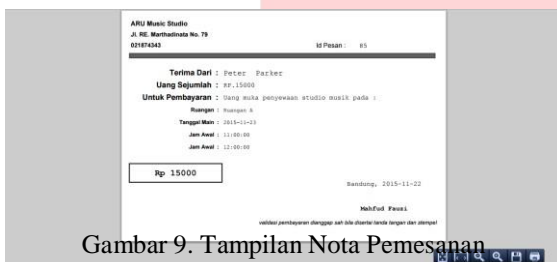 ARU Music Studio
Jl. RE. Marthadinata No. 79
021874343
Id Pesan : 85
Terima Dari : Peter Parker
Uang Sejumlah : RP.15000
Untuk Pembayaran : Uang muka penyewaan studio musik pada :
Ruangan : Ruangan A
Tanggal Main : 2015-11-23
Jam Awal : 11:00:00
Jam Awal : 12:00:00
Rp 15000
Bandung, 2015-11-22
Mahfud Fauzi
validasi pembayaran dianggap sah bila disertai tanda tangan dan stempel
Gambar 9. Tampilan Nota Pemesanan